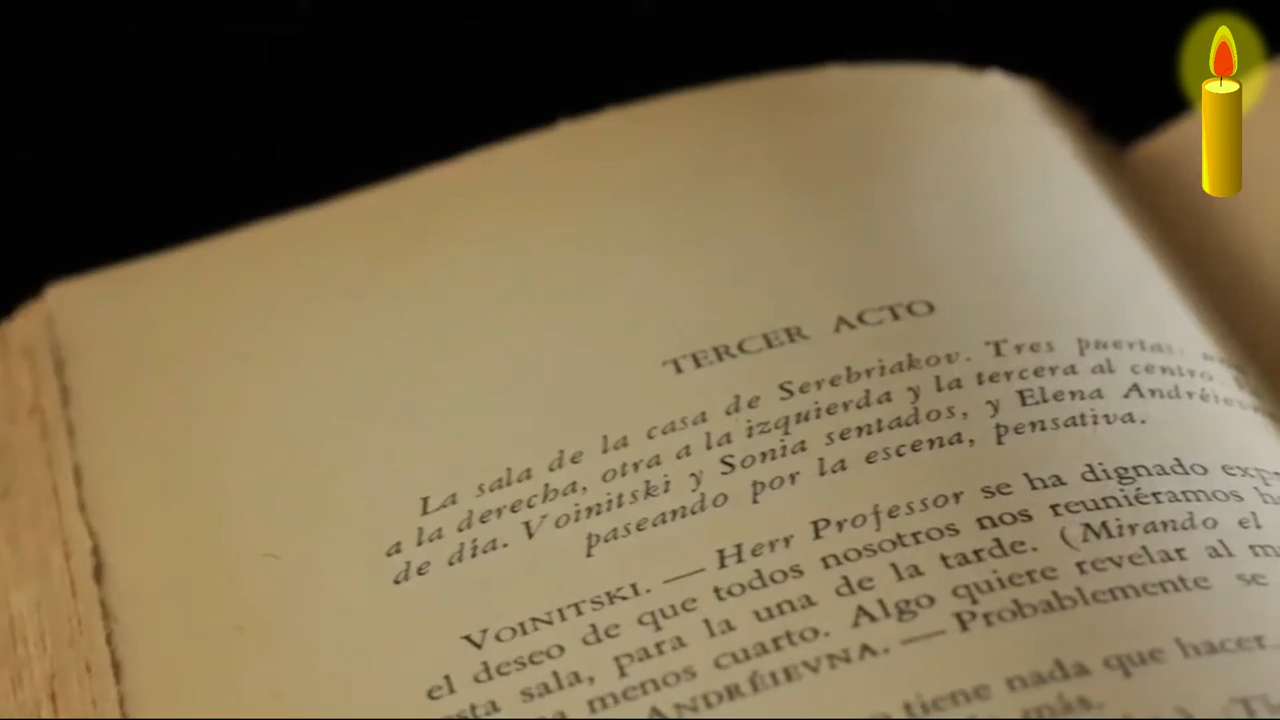 TERCER ACTO
La sala de la casa de Serebriakov. Tres puertas:
a la derecha, otra a la izquierda y la tercera al centro.
de día. Voinitski y Sonia sentados, y Elena
paseando por la escena, pensativa.
VOINITSKI. — Herr Professor se ha dignado
el deseo de que todos nosotros nos reuniéramos
sala, para la una de la tarde. (Mirando el
menos cuarto. Algo quiere revelar al
ANDRÉIEVNA. — Probablemente se
tiene nada que hacer.
más.